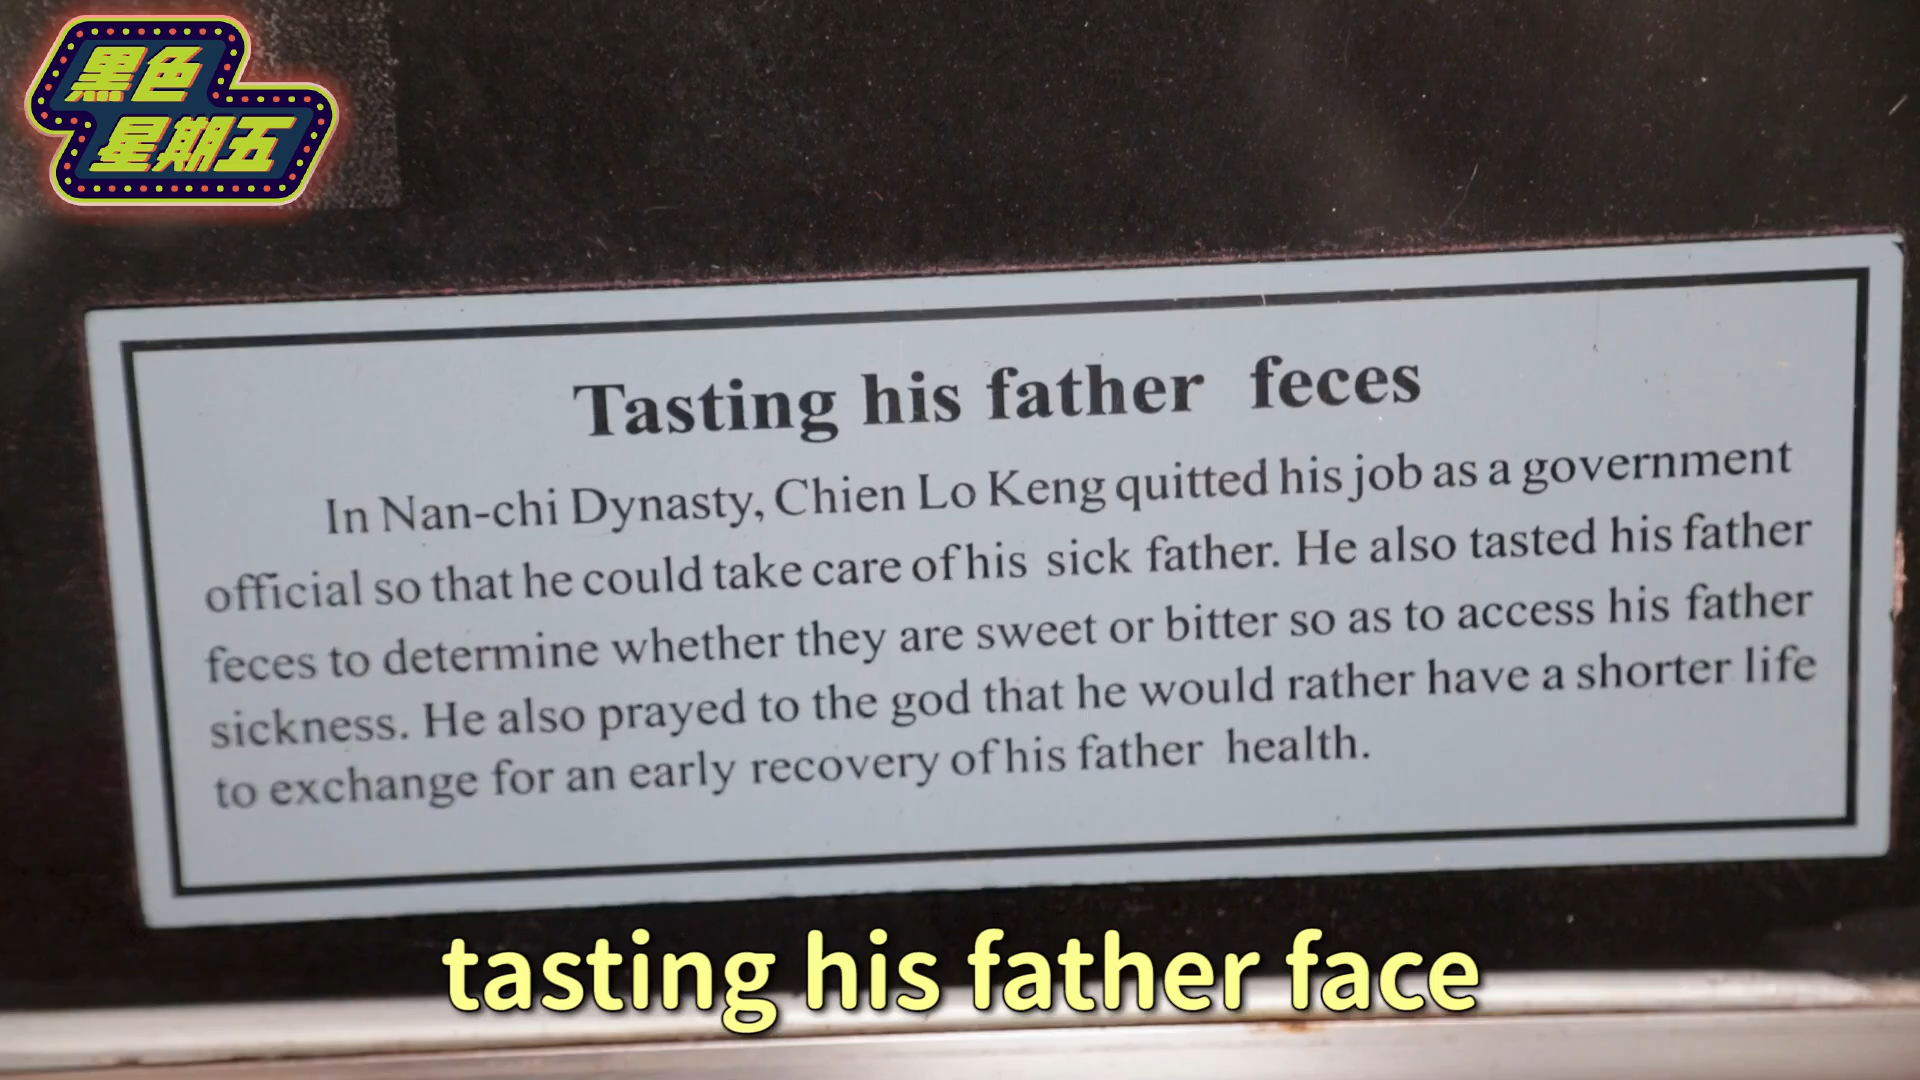 黑色
星期五
Tasting his father feces
In Nan-chi Dynasty, Chien Lo Keng quitted his job as a government
official so that he could take care of his sick father. He also tasted his father
feces to determine whether they are sweet or bitter so as to access his father
sickness. He also prayed to the god that he would rather have a shorter life
to exchange for an early recovery of his father health.
tasting his father face